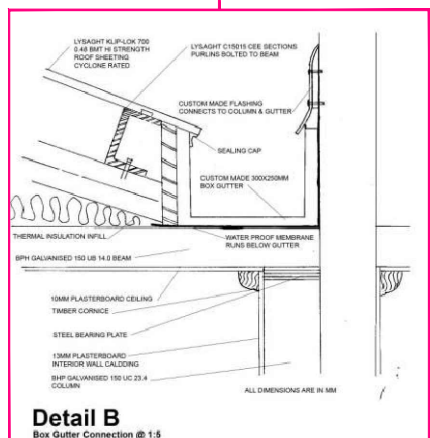 LYSAGHT KLIP-LOK 700
0.48 BMT HI STRENGTH
ROOF SHEETING
CYCLONE RATED
LYSAGHT C15015 CEE SECTIONS
PURLINS BOLTED TO BEAM
CUSTOM MADE FLASHING
CONNECTS TO COLUMN & GUTTER
SEALING CAP
CUSTOM MADE 300X250MM
BOX GUTTER
THERMAL INSULATION INFILL
WATER PROOF MEMBRANE
RUNS BELOW GUTTER
BPH GALVANISED 150 UB 14.0 BEAM
10MM PLASTERBOARD CEILING
TIMBER CORNICE
STEEL BEARING PLATE
13MM PLASTERBOARD
INTERIOR WALL CALDDING
BHP GALVANISED 150 UC 23.4
COLUMN
ALL DIMENSIONS ARE IN MM
Detail B
Box Gutter Connection @ 1:5